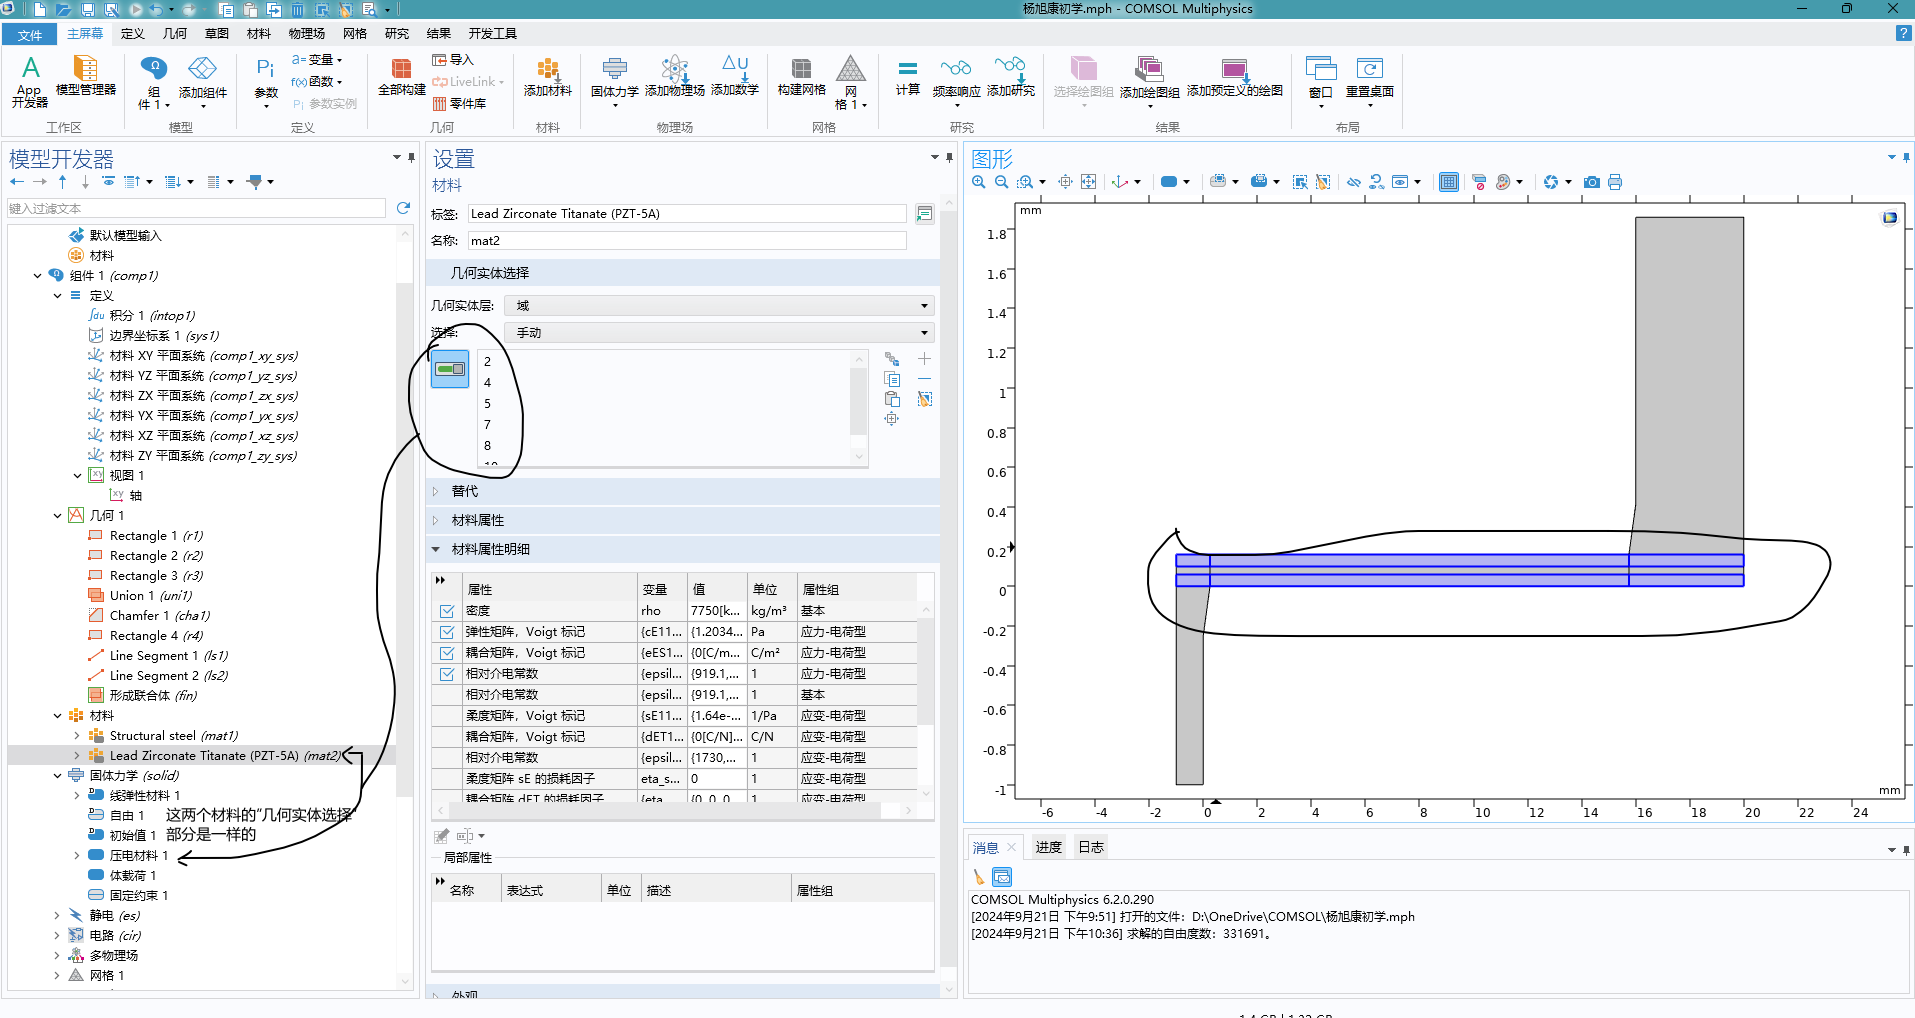 杨旭康初学.mph - COMSOL Multiphysics
文件 主屏幕 定义 几何 草图 材料 物理场 网格 研究 结果 开发工具
App 开发器
模型管理器
工作区
组件 1
添加组件
模型
Pi
参数
a= 变量
f(x) 函数
Pi 参数实例
定义
全部构建
导入
LiveLink
零件库
几何
添加材料
材料
固体力学
添加物理场
添加数学
物理场
构建网格
网格 1
网格
计算
频率响应
添加研究
研究
选择绘图组
添加绘图组
添加预定义的绘图
结果
窗口
重置桌面
布局
模型开发器
键入过滤文本
默认模型输入
材料
组件 1 (comp1)
定义
积分 1 (intop1)
边界坐标系 1 (sys1)
材料 XY 平面系统 (comp1_xy_sys)
材料 YZ 平面系统 (comp1_yz_sys)
材料 ZX 平面系统 (comp1_zx_sys)
材料 YX 平面系统 (comp1_yx_sys)
材料 XZ 平面系统 (comp1_xz_sys)
材料 ZY 平面系统 (comp1_zy_sys)
视图 1
轴
几何 1
Rectangle 1 (r1)
Rectangle 2 (r2)
Rectangle 3 (r3)
Union 1 (uni1)
Chamfer 1 (cha1)
Rectangle 4 (r4)
Line Segment 1 (ls1)
Line Segment 2 (ls2)
形成联合体 (fin)
材料
Structural steel (mat1)
Lead Zirconate Titanate (PZT-5A) (mat2)
固体力学 (solid)
线弹性材料 1
自由 1
初始值 1
压电材料 1
体载荷 1
固定约束 1
静电 (es)
电路 (cir)
多物理场
网格 1
这两个材料的“几何实体选择”
部分是一样的
设置
材料
标签: Lead Zirconate Titanate (PZT-5A)
名称: mat2
几何实体选择
几何实体层: 域
选择: 手动
2
4
5
7
8
10
替代
材料属性
材料属性明细
属性 变量 值 单位 属性组
密度 rho 7750[k... kg/m³ 基本
弹性矩阵，Voigt 标记 {cE11... {1.2034... Pa 应力-电荷型
耦合矩阵，Voigt 标记 {eES1... {0[C/m... C/m² 应力-电荷型
相对介电常数 {epsil... {919.1,... 1 应力-电荷型
相对介电常数 {epsil... {919.1,... 1 基本
柔度矩阵，Voigt 标记 {sE11... {1.64e-... 1/Pa 应变-电荷型
耦合矩阵，Voigt 标记 {dET1... {0[C/N]... C/N 应变-电荷型
相对介电常数 {epsil... {1730,... 1 应变-电荷型
柔度矩阵 sE 的损耗因子 eta_s... 0 1 应变-电荷型
耦合矩阵 dET 的损耗因子 {eta {0, 0, 0 1 应变-电荷型
局部属性
名称 表达式 单位 描述 属性组
外观
图形
mm
1.8
1.6
1.4
1.2
1
0.8
0.6
0.4
0.2
0
-0.2
-0.4
-0.6
-0.8
-1
mm
-6 -4 -2 0 2 4 6 8 10 12 14 16 18 20 22 24
消息 进度 日志
COMSOL Multiphysics 6.2.0.290
[2024年9月21日 下午9:51] 打开的文件：D:\OneDrive\COMSOL\杨旭康初学.mph
[2024年9月21日 下午10:36] 求解的自由度数：331691。